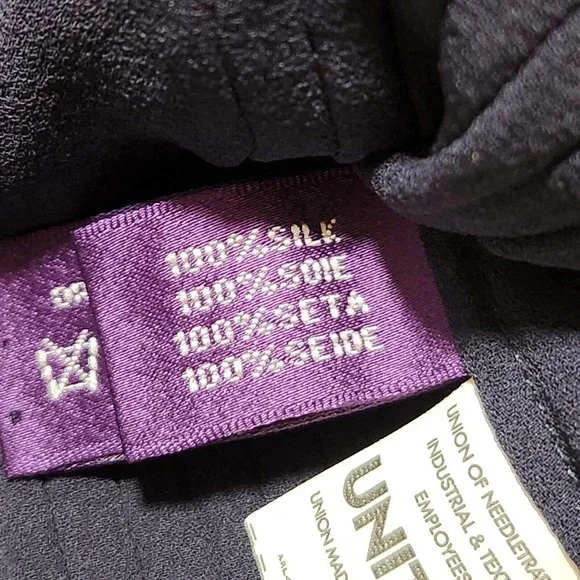 100% SILK
100% SOIE
100% SETA
100% SEIDE
UNION OF NEEDLETRA
INDUSTRIAL & TEX
EMPLOYEES
UNI
UNION MAD